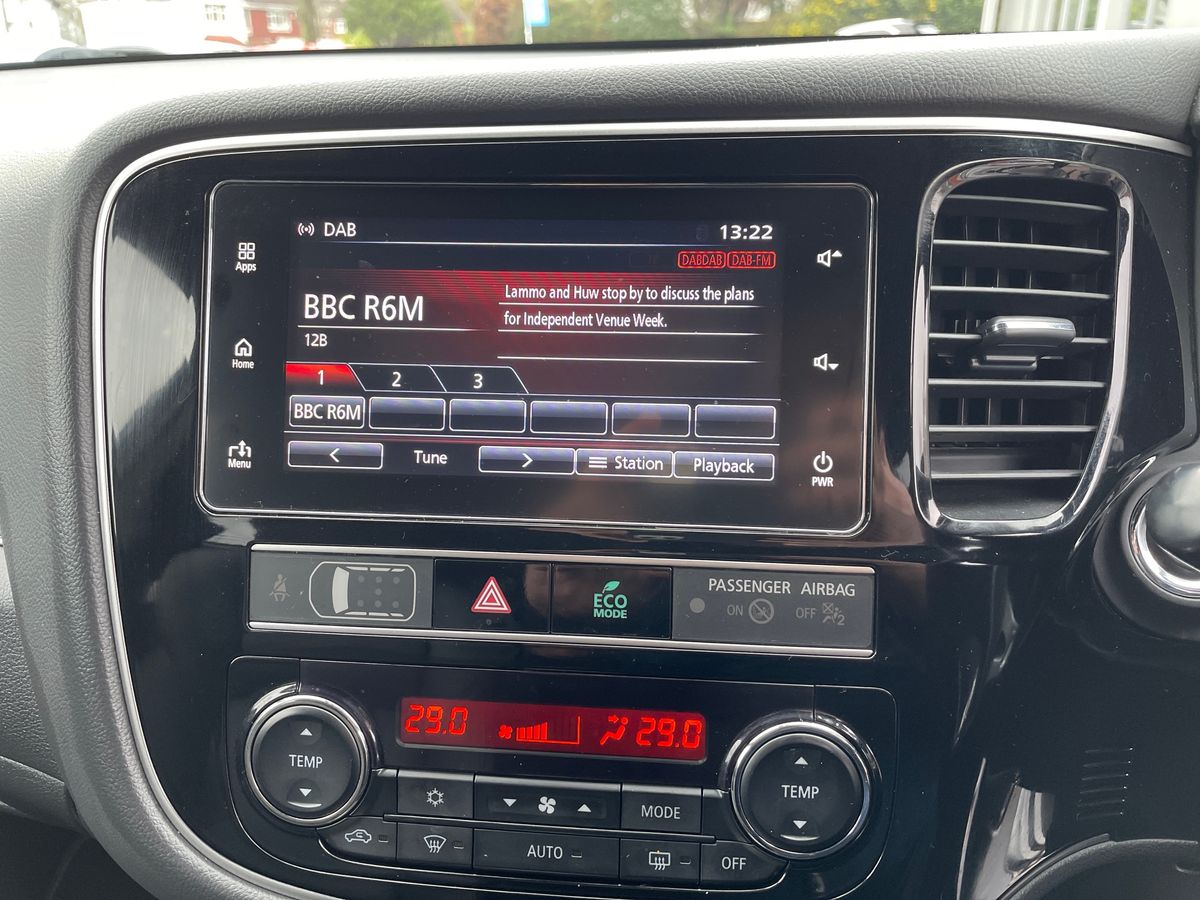 DAB
13:22
Apps
DABDAB DAB-FM
BBC R6M
Lammo and Huw stop by to discuss the plans
for Independent Venue Week.
12B
Home
1 2 3
BBC R6M
Menu
< Tune > Station Playback
PWR
ECO
MODE
PASSENGER AIRBAG
ON OFF 2
29.0 29.0
TEMP
TEMP
MODE
AUTO
OFF